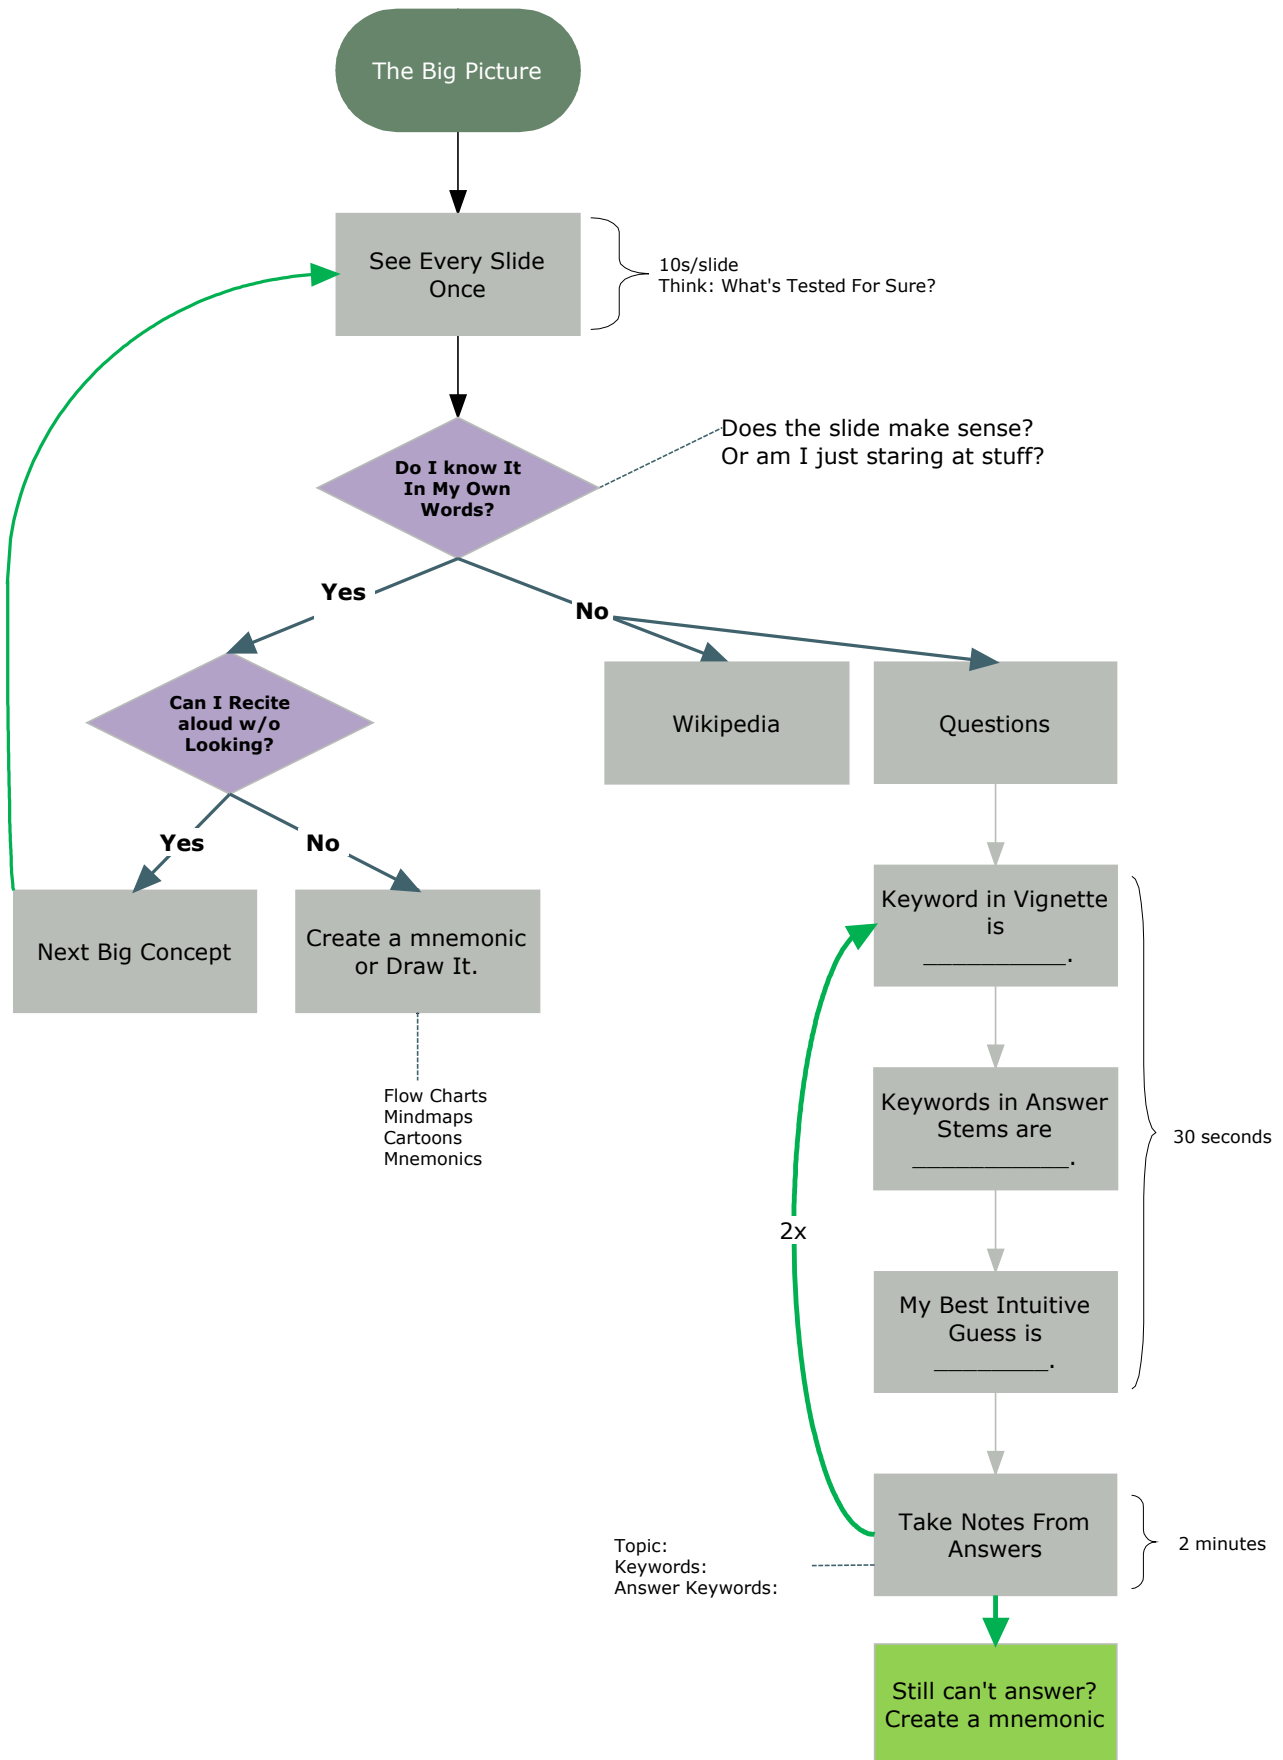 The Big Picture
See Every Slide
Once
10s/slide
Think: What's Tested For Sure?
Do I know It
In My Own
Words?
Does the slide make sense?
Or am I just staring at stuff?
Yes
No
Can I Recite
aloud w/o
Looking?
Wikipedia
Questions
Yes
No
Next Big Concept
Create a mnemonic
or Draw It.
Flow Charts
Mindmaps
Cartoons
Mnemonics
Keyword in Vignette
is
__________.
Keywords in Answer
Stems are
___________.
30 seconds
2x
My Best Intuitive
Guess is
________.
Take Notes From
Answers
2 minutes
Topic:
Keywords:
Answer Keywords:
Still can't answer?
Create a mnemonic